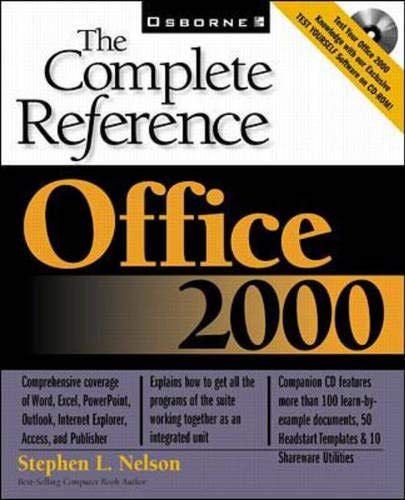 OSBORNE
Test Your Office 2000
Knowledge with our Exclusive
TEST YOURSELF Software on CD-ROM!
The
Complete
Reference
Office
2000
Comprehensive coverage
of Word, Excel, PowerPoint,
Outlook, Internet Explorer,
Access, and Publisher
Explains how to get all
the programs of the suite
working together as an
integrated unit
Companion CD features
more than 100 learn-by-
example documents, 50
Headstart Templates & 10
Shareware Utilities
Stephen L. Nelson
Best-Selling Computer Book Author